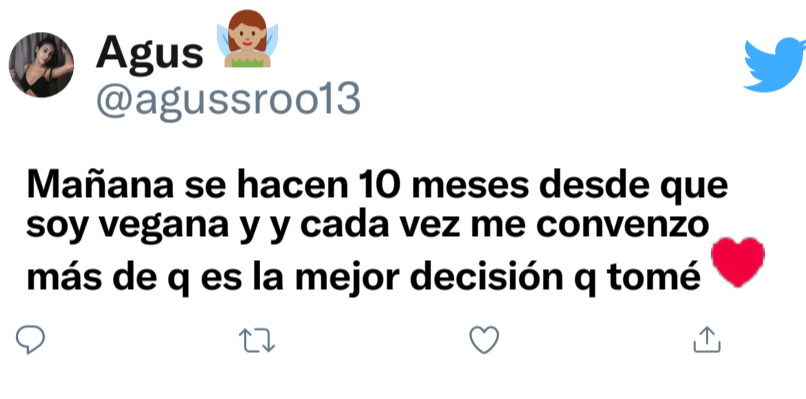 Agus 🧚🏽‍♀️
@agussroo13
Mañana se hacen 10 meses desde que
soy vegana y y cada vez me convenzo
más de q es la mejor decisión q tomé ❤️